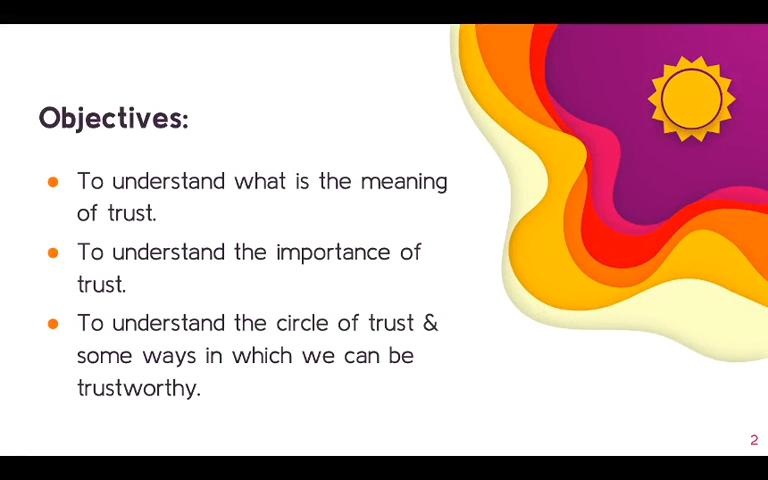 Objectives:
To understand what is the meaning
of trust.
To understand the importance of
trust.
To understand the circle of trust &
some ways in which we can be
trustworthy.
2